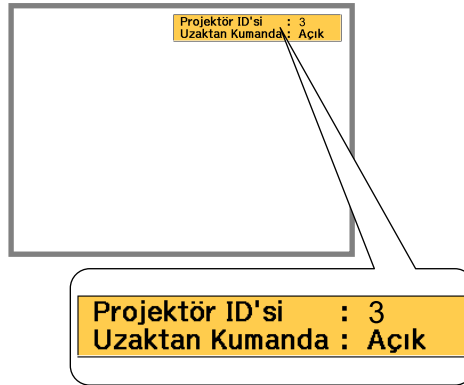 Projektör ID'si : 3
Uzaktan Kumanda : Açık
Projektör ID'si : 3
Uzaktan Kumanda : Açık